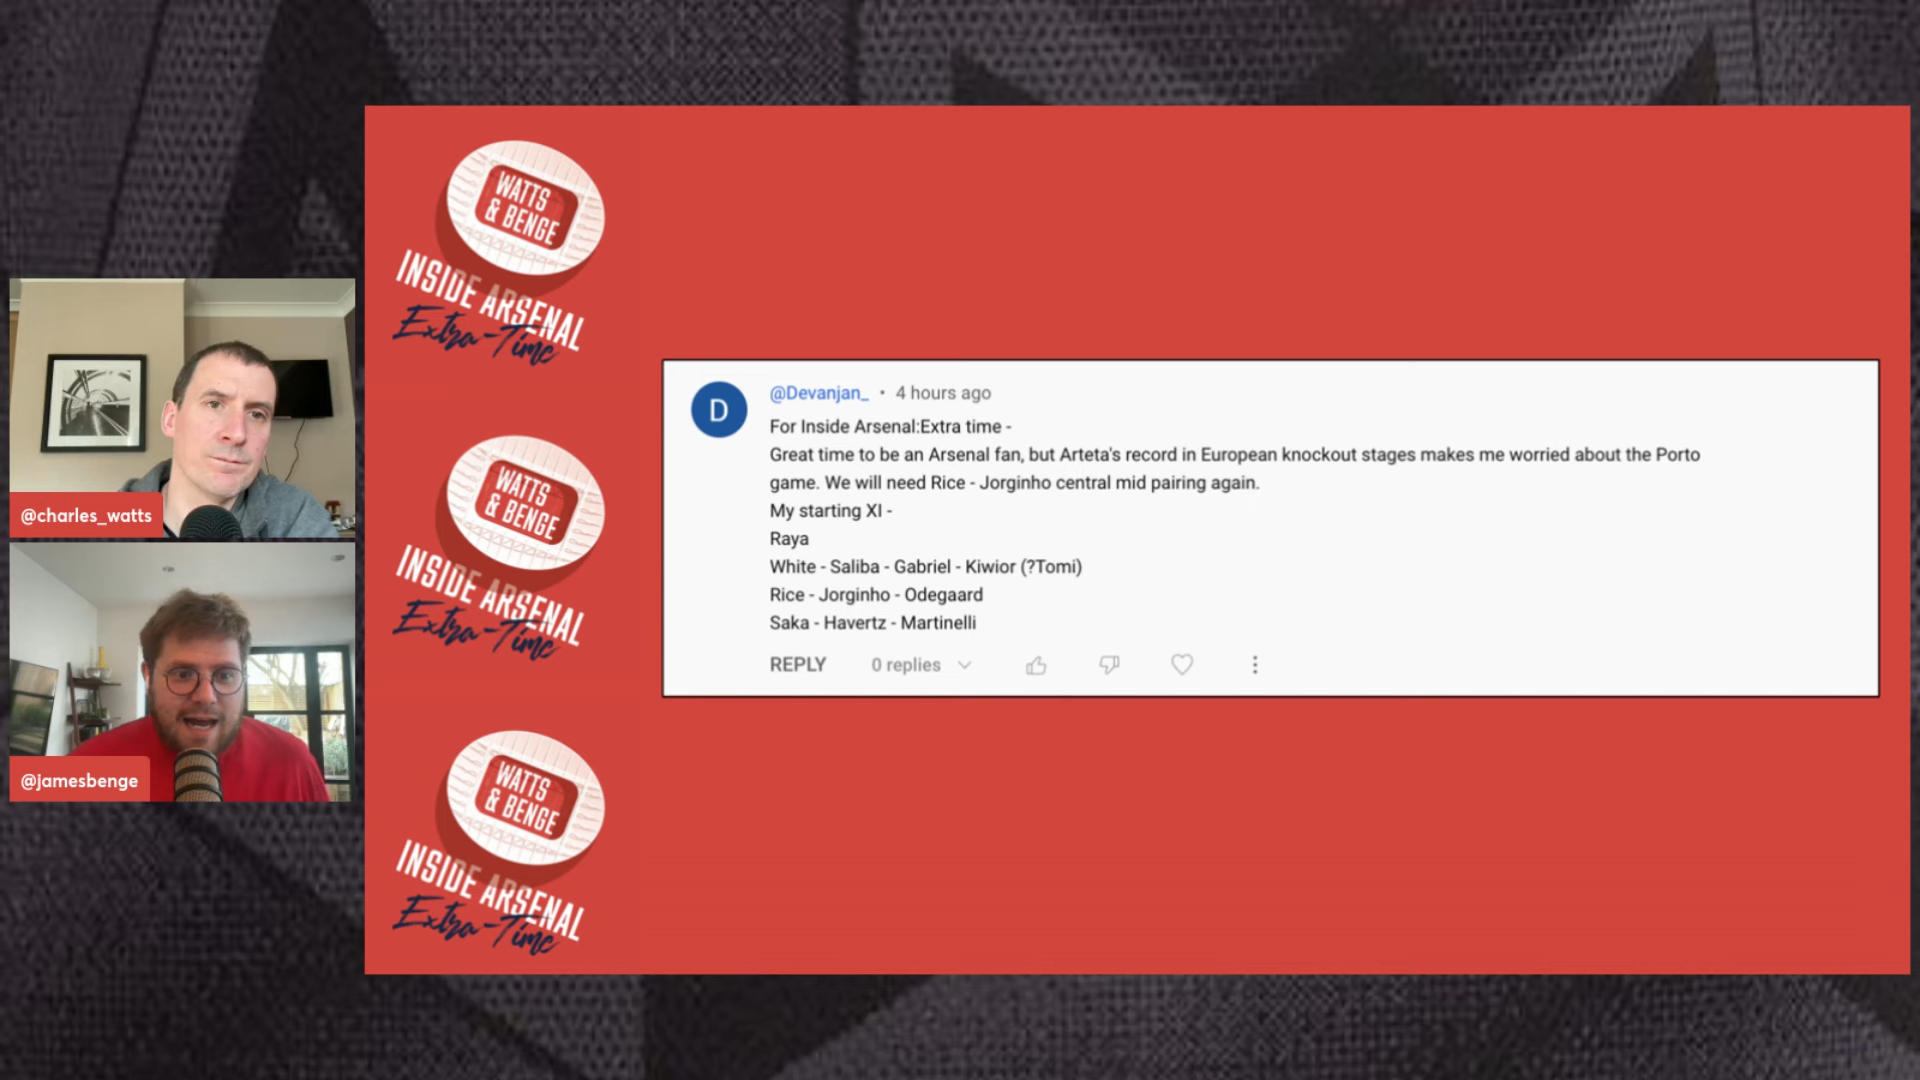 WATTS
& BENGE
INSIDE ARSENAL
Extra-Time
WATTS
& BENGE
INSIDE ARSENAL
Extra-Time
WATTS
& BENGE
INSIDE ARSENAL
Extra-Time
@charles_watts
@jamesbenge
D
@Devanjan_ • 4 hours ago
For Inside Arsenal:Extra time -
Great time to be an Arsenal fan, but Arteta's record in European knockout stages makes me worried about the Porto
game. We will need Rice - Jorginho central mid pairing again.
My starting XI -
Raya
White - Saliba - Gabriel - Kiwior (?Tomi)
Rice - Jorginho - Odegaard
Saka - Havertz - Martinelli
REPLY 0 replies